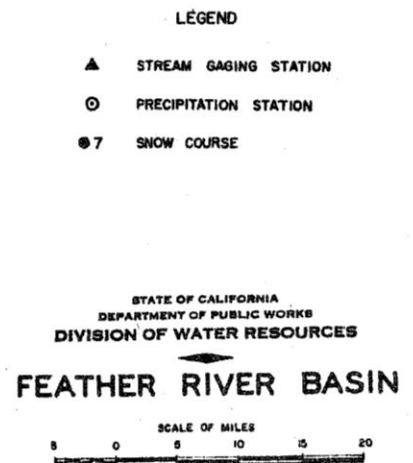 LEGEND
STREAM GAGING STATION
PRECIPITATION STATION
7 SNOW COURSE
STATE OF CALIFORNIA
DEPARTMENT OF PUBLIC WORKS
DIVISION OF WATER RESOURCES
FEATHER RIVER BASIN
SCALE OF MILES
5 0 5 10 15 20